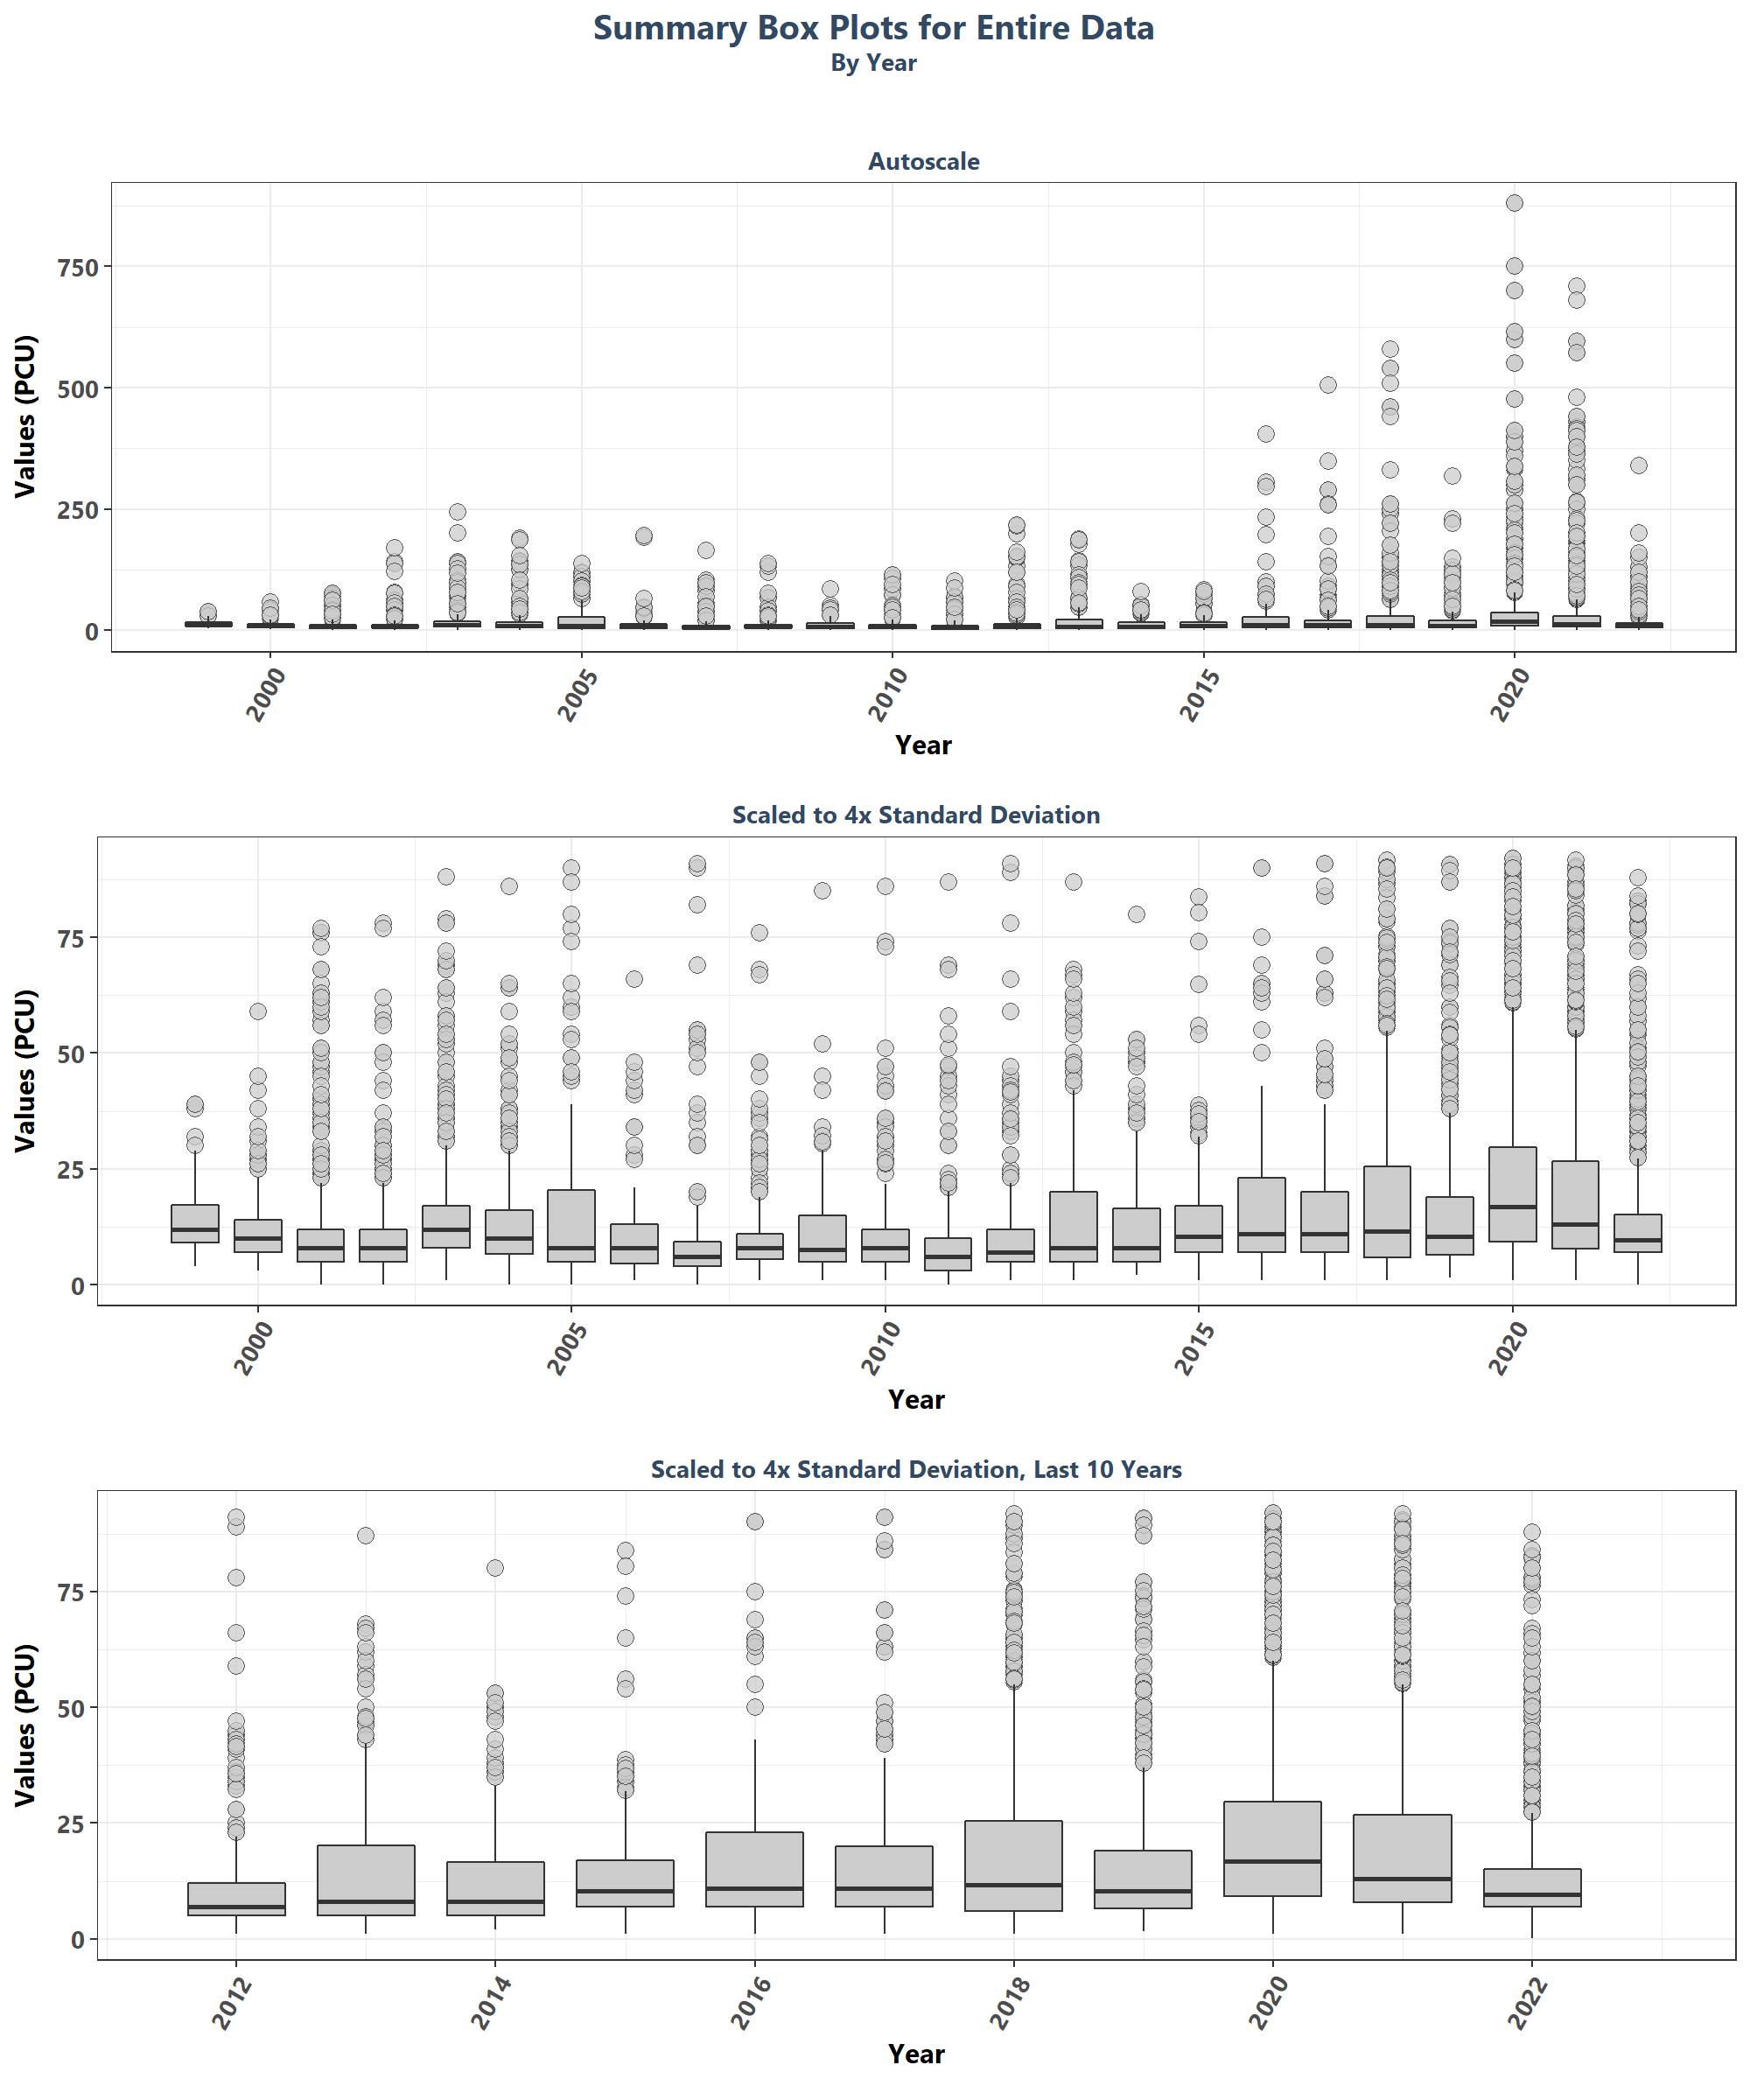 Summary Box Plots for Entire Data
By Year
Autoscale
Values (PCU)
750
500
250
0
2000
2005
2010
2015
2020
Year
Scaled to 4x Standard Deviation
Values (PCU)
75
50
25
0
2000
2005
2010
2015
2020
Year
Scaled to 4x Standard Deviation, Last 10 Years
Values (PCU)
75
50
25
0
2012
2014
2016
2018
2020
2022
Year